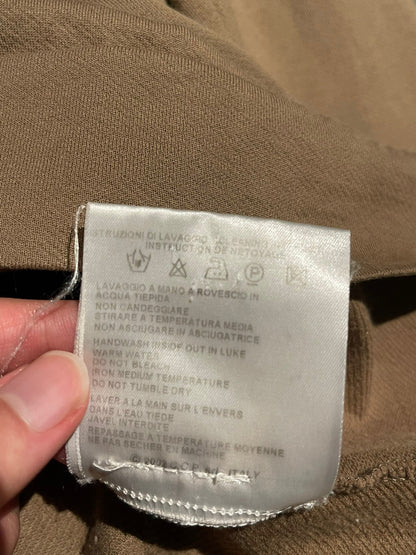 ISTRUZIONI DI LAVAGGIO CLEANING
INSTRUCTION DE NETOYAGE
P
LAVAGGIO A MANO A ROVESCIO IN
ACQUA TIEPIDA
NON CANDEGGIARE
STIRARE A TEMPERATURA MEDIA
NON ASCIUGARE IN ASCIUGATRICE
HANDWASH INSIDE OUT IN LUKE
WARM WATER
DO NOT BLEACH
IRON MEDIUM TEMPERATURE
DO NOT TUMBLE DRY
LAVER A LA MAIN SUR L'ENVERS
DANS L'EAU TIEDE
JAVEL INTERDITE
REPASSAGE A TEMPERATURE MOYENNE
NE PAS SECHER EN MACHINE
ITALY